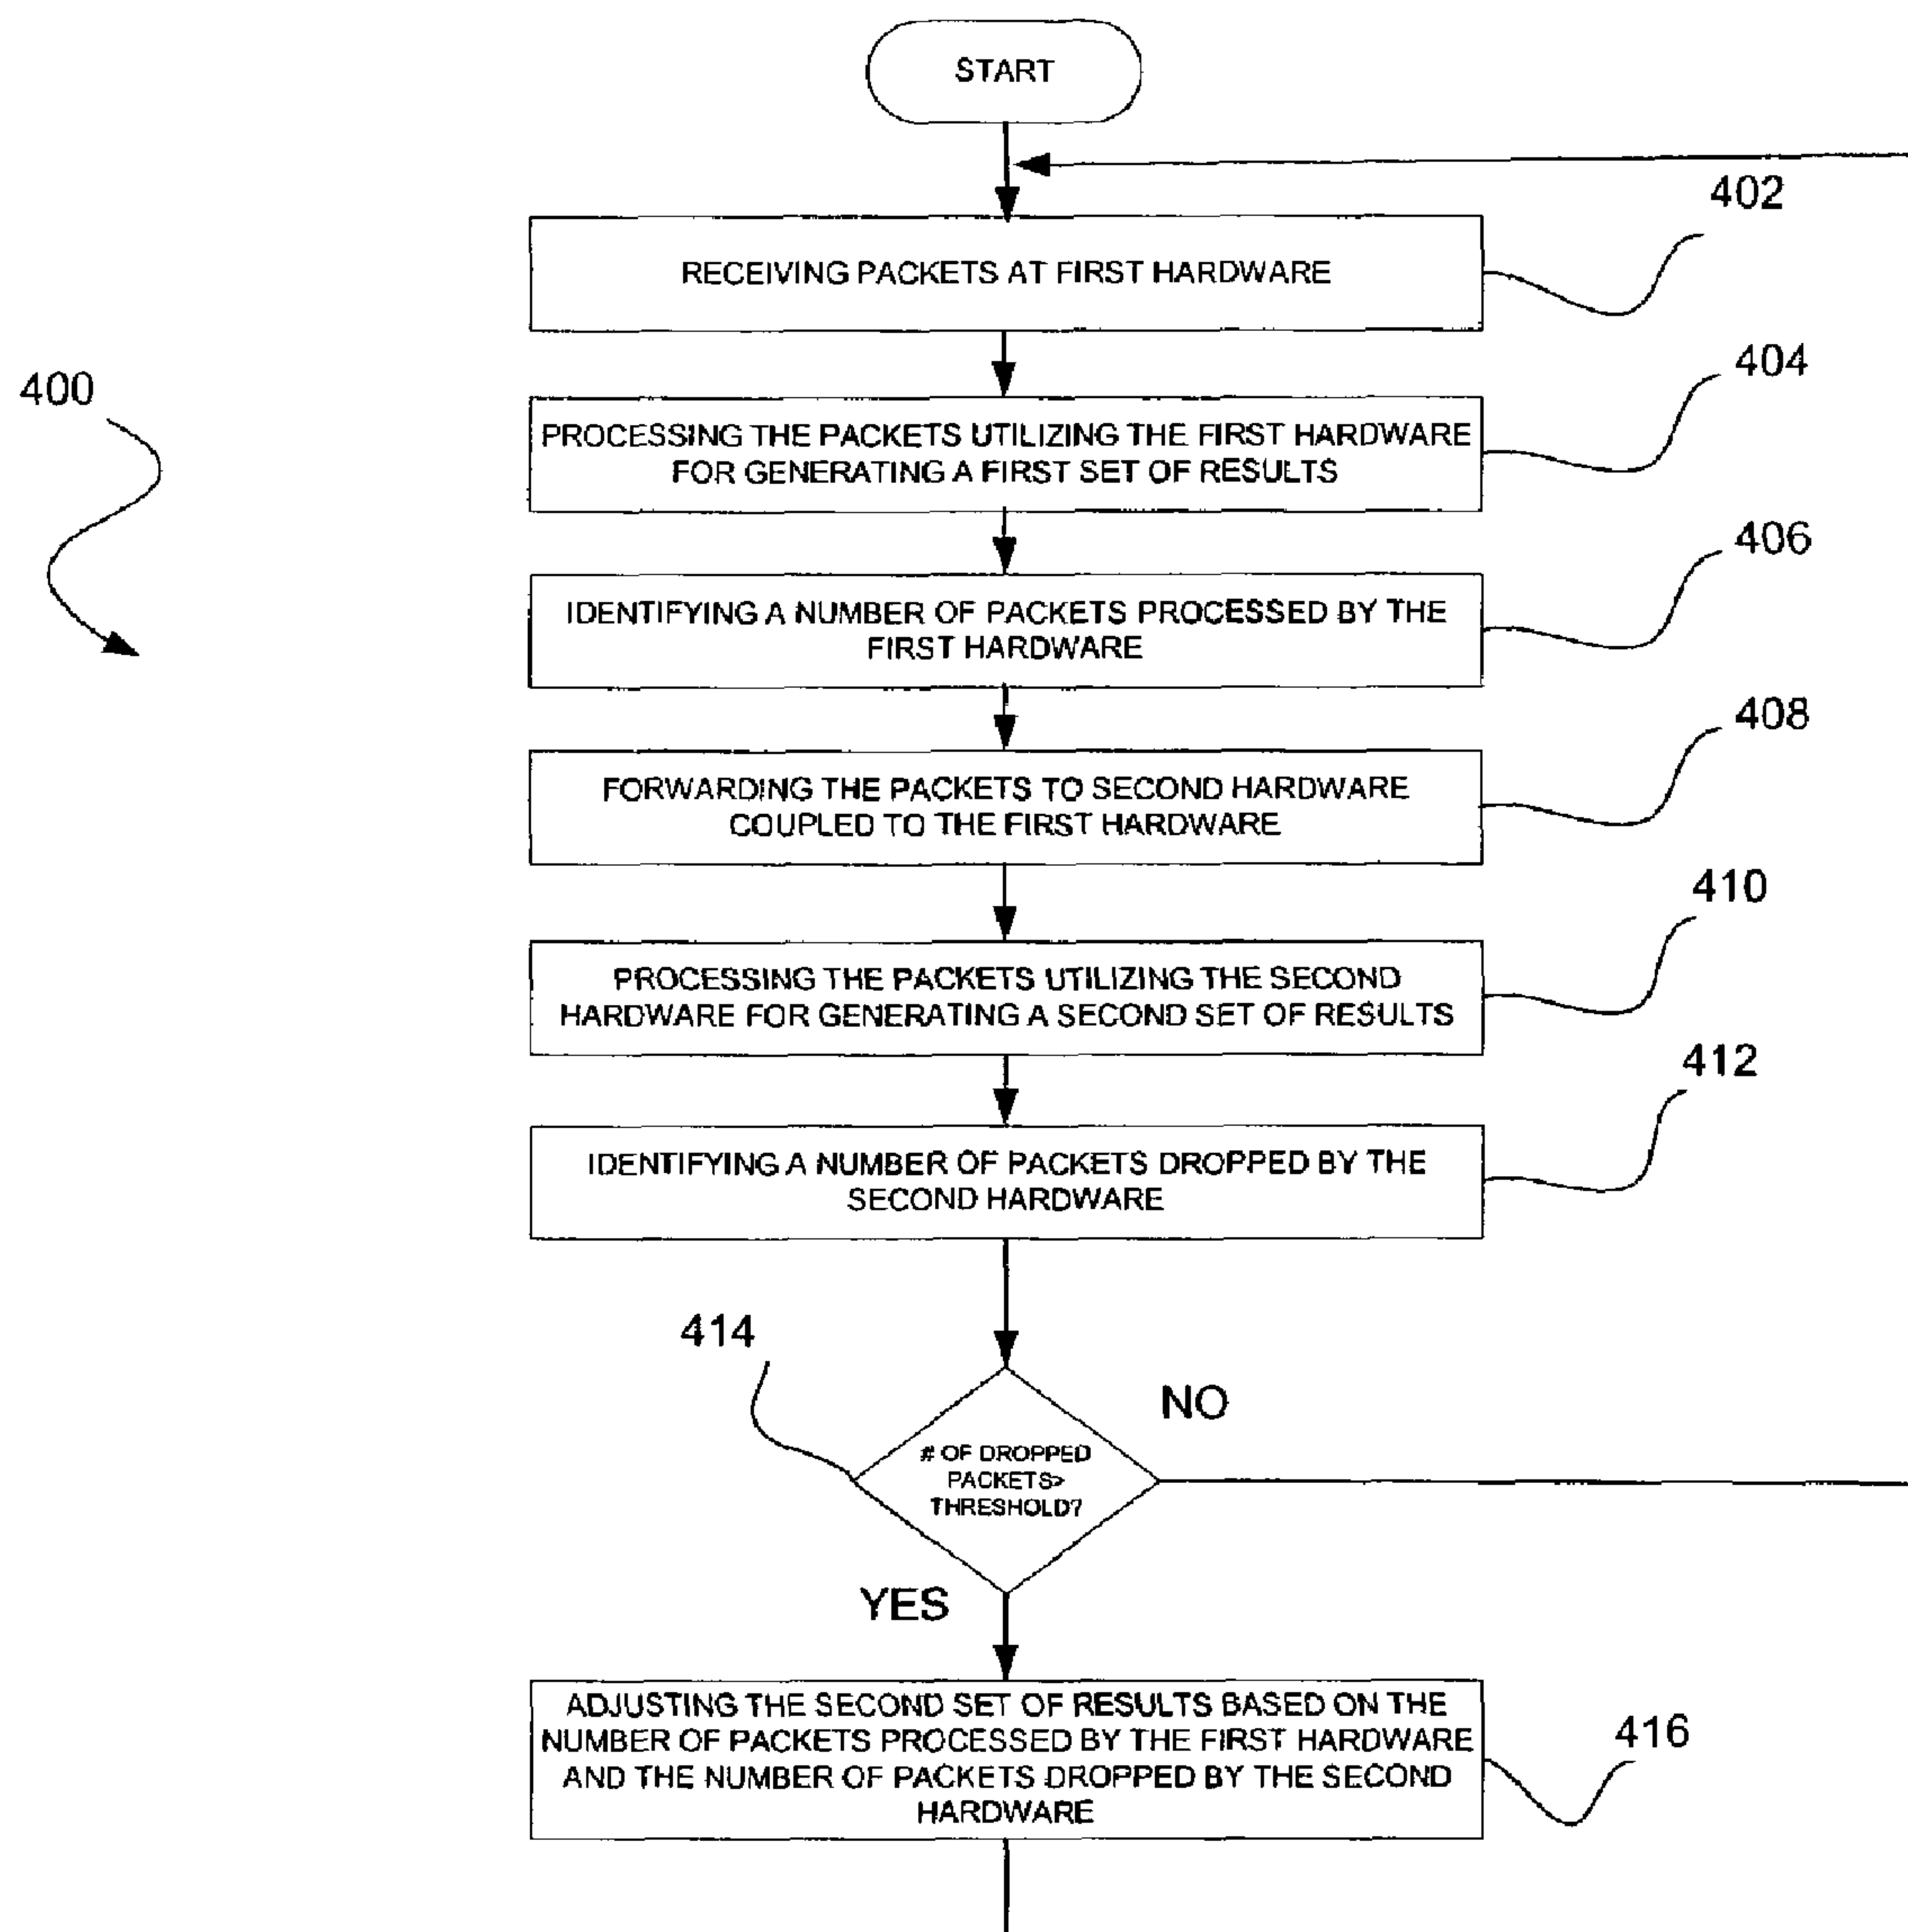 START
402
RECEIVING PACKETS AT FIRST HARDWARE
400
404
PROCESSING THE PACKETS UTILIZING THE FIRST HARDWARE
FOR GENERATING A FIRST SET OF RESULTS
406
IDENTIFYING A NUMBER OF PACKETS PROCESSED BY THE
FIRST HARDWARE
408
FORWARDING THE PACKETS TO SECOND HARDWARE
COUPLED TO THE FIRST HARDWARE
410
PROCESSING THE PACKETS UTILIZING THE SECOND
HARDWARE FOR GENERATING A SECOND SET OF RESULTS
412
IDENTIFYING A NUMBER OF PACKETS DROPPED BY THE
SECOND HARDWARE
414
NO
# OF DROPPED
PACKETS>
THRESHOLD?
YES
ADJUSTING THE SECOND SET OF RESULTS BASED ON THE
NUMBER OF PACKETS PROCESSED BY THE FIRST HARDWARE
AND THE NUMBER OF PACKETS DROPPED BY THE SECOND
HARDWARE
416